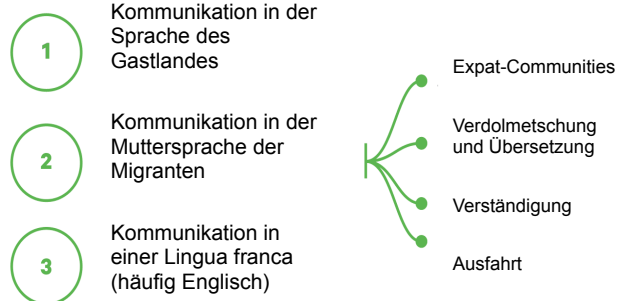 1
Kommunikation in der
Sprache des
Gastlandes
2
Kommunikation in der
Muttersprache der
Migranten
3
Kommunikation in
einer Lingua franca
(häufig Englisch)
Expat-Communities
Verdolmetschung
und Übersetzung
Verständigung
Ausfahrt